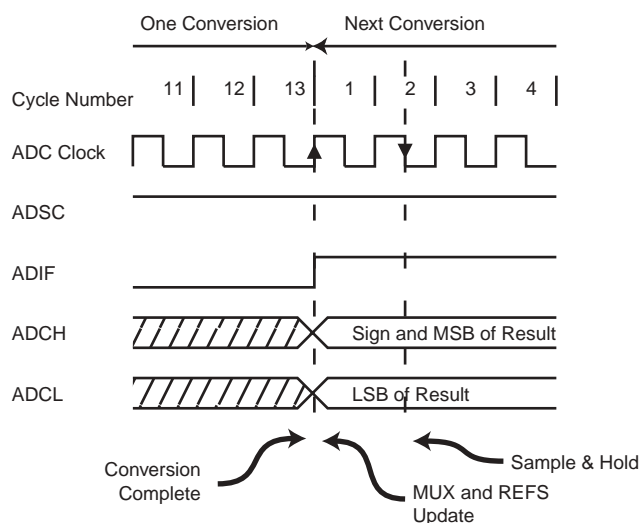 One Conversion Next Conversion
Cycle Number 11 12 13 1 2 3 4
ADC Clock
ADSC
ADIF
ADCH Sign and MSB of Result
ADCL LSB of Result
Conversion
Complete
MUX and REFS
Update
Sample & Hold